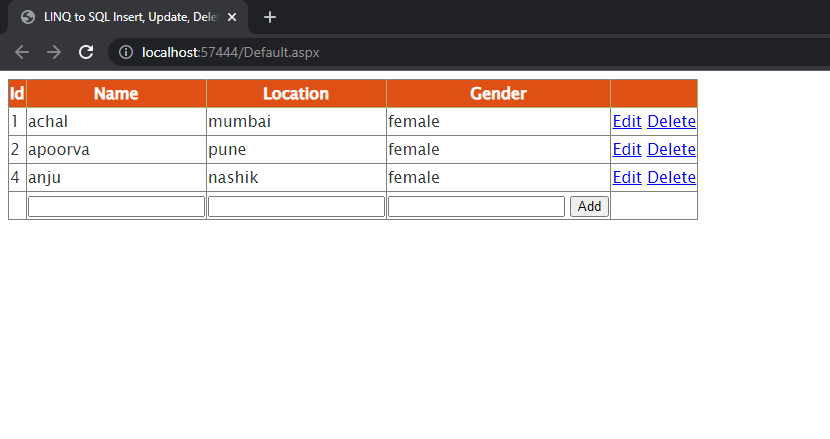 LINQ to SQL Insert, Update, Dele
localhost:57444/Default.aspx
Id Name Location Gender
1 achal mumbai female Edit Delete
2 apoorva pune female Edit Delete
4 anju nashik female Edit Delete
Add